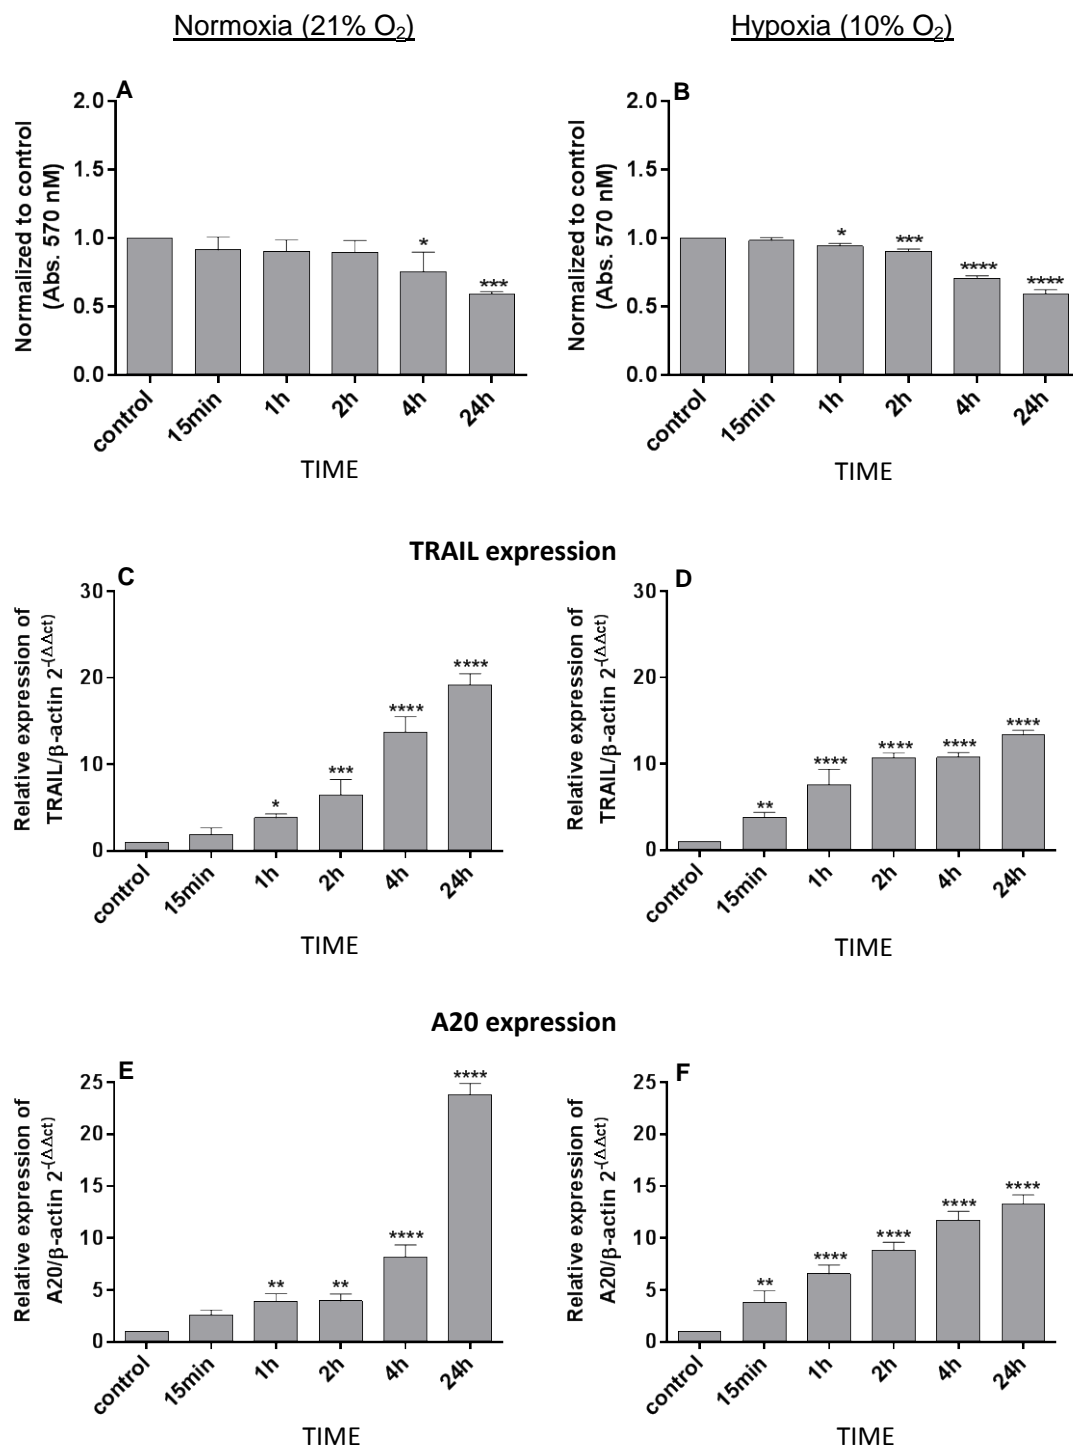 Normoxia (21% O₂)
Hypoxia (10% O₂)
A
Normalized to control
(Abs. 570 nM)
2.0
1.5
1.0
0.5
0.0
*
***
control
15min
1h
2h
4h
24h
TIME
B
Normalized to control
(Abs. 570 nM)
2.0
1.5
1.0
0.5
0.0
*
***
****
****
control
15min
1h
2h
4h
24h
TIME
TRAIL expression
C
Relative expression of
TRAIL/β-actin 2-(ΔΔct)
30
20
10
0
*
***
****
****
control
15min
1h
2h
4h
24h
TIME
D
Relative expression of
TRAIL/β-actin 2-(ΔΔct)
30
20
10
0
**
****
****
****
****
control
15min
1h
2h
4h
24h
TIME
A20 expression
E
Relative expression of
A20/β-actin 2-(ΔΔct)
25
20
15
10
5
0
**
**
****
****
control
15min
1h
2h
4h
24h
TIME
F
Relative expression of
A20/β-actin 2-(ΔΔct)
25
20
15
10
5
0
**
****
****
****
****
control
15min
1h
2h
4h
24h
TIME